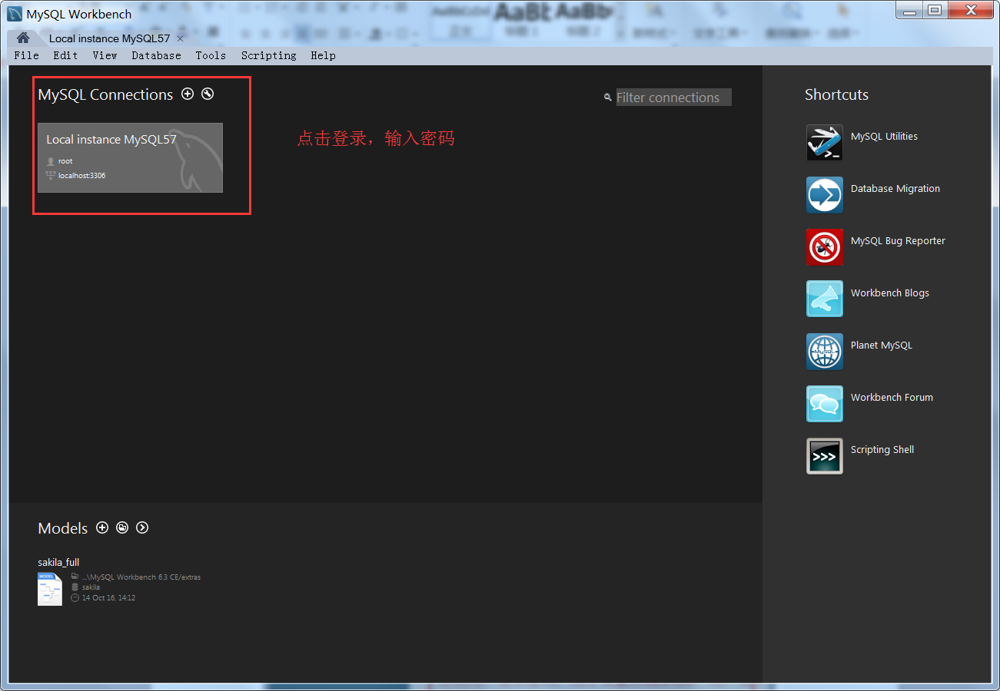 MySQL Workbench
Local instance MySQL57
File Edit View Database Tools Scripting Help
MySQL Connections
Filter connections
Shortcuts
Local instance MySQL57
root
localhost:3306
点击登录，输入密码
MySQL Utilities
Database Migration
MySQL Bug Reporter
Workbench Blogs
Planet MySQL
Workbench Forum
Scripting Shell
Models
sakila_full
MODEL
...\MySQL Workbench 6.3 CE/extras
sakila
14 Oct 16, 14:12